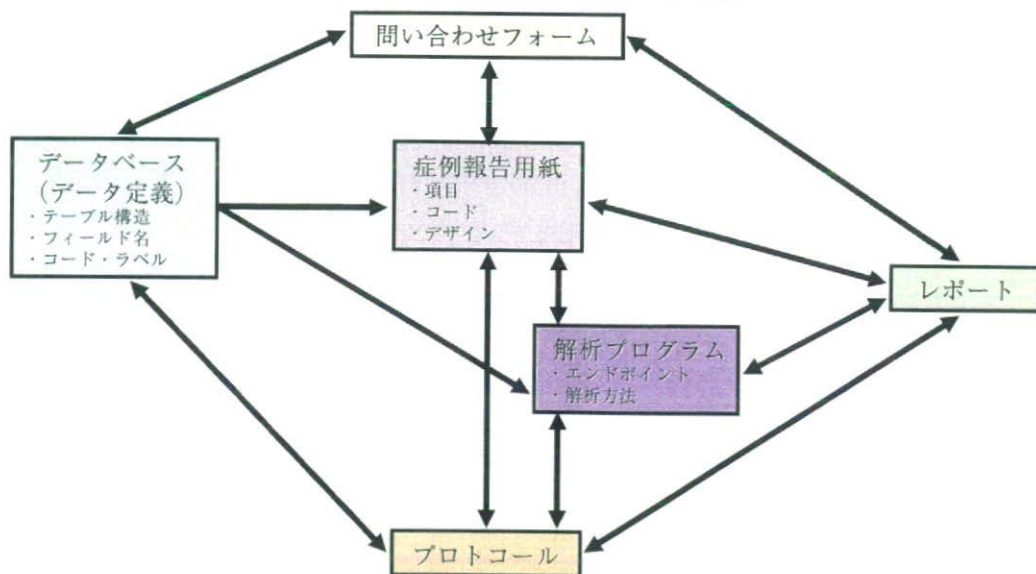 問い合わせフォーム
データベース
(データ定義)
・テーブル構造
・フィールド名
・コード・ラベル
症例報告用紙
・項目
・コード
・デザイン
レポート
解析プログラム
・エンドポイント
・解析方法
プロトコール